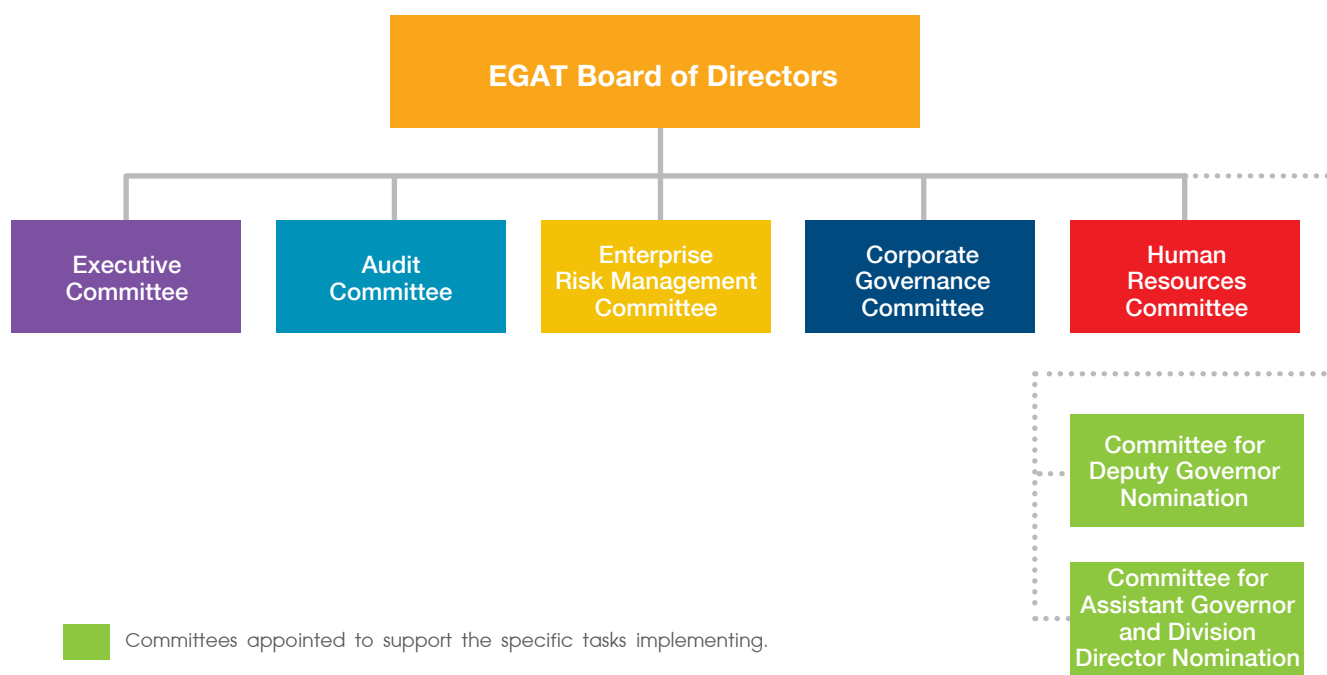 EGAT Board of Directors
Executive
Committee
Audit
Committee
Enterprise
Risk Management
Committee
Corporate
Governance
Committee
Human
Resources
Committee
Committee for
Deputy Governor
Nomination
Committee for
Assistant Governor
and Division
Director Nomination
Committees appointed to support the specific tasks implementing.